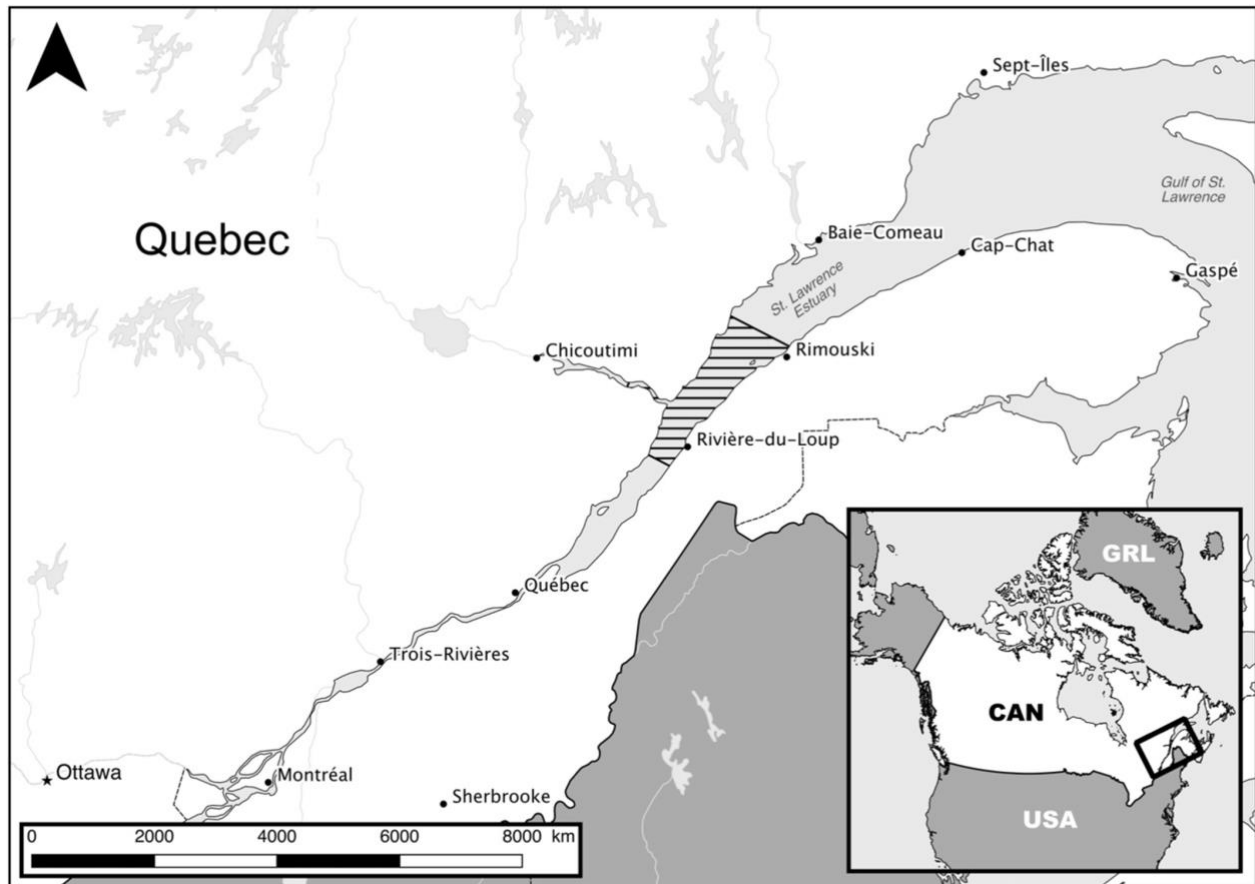 Sept-Îles
Gulf of St.
Lawrence
Quebec
Baie-Comeau
Cap-Chat
Gaspé
St. Lawrence
Estuary
Chicoutimi
Rimouski
Rivière-du-Loup
Québec
Trois-Rivières
Ottawa
Montréal
Sherbrooke
0 2000 4000 6000 8000 km
GRL
CAN
USA